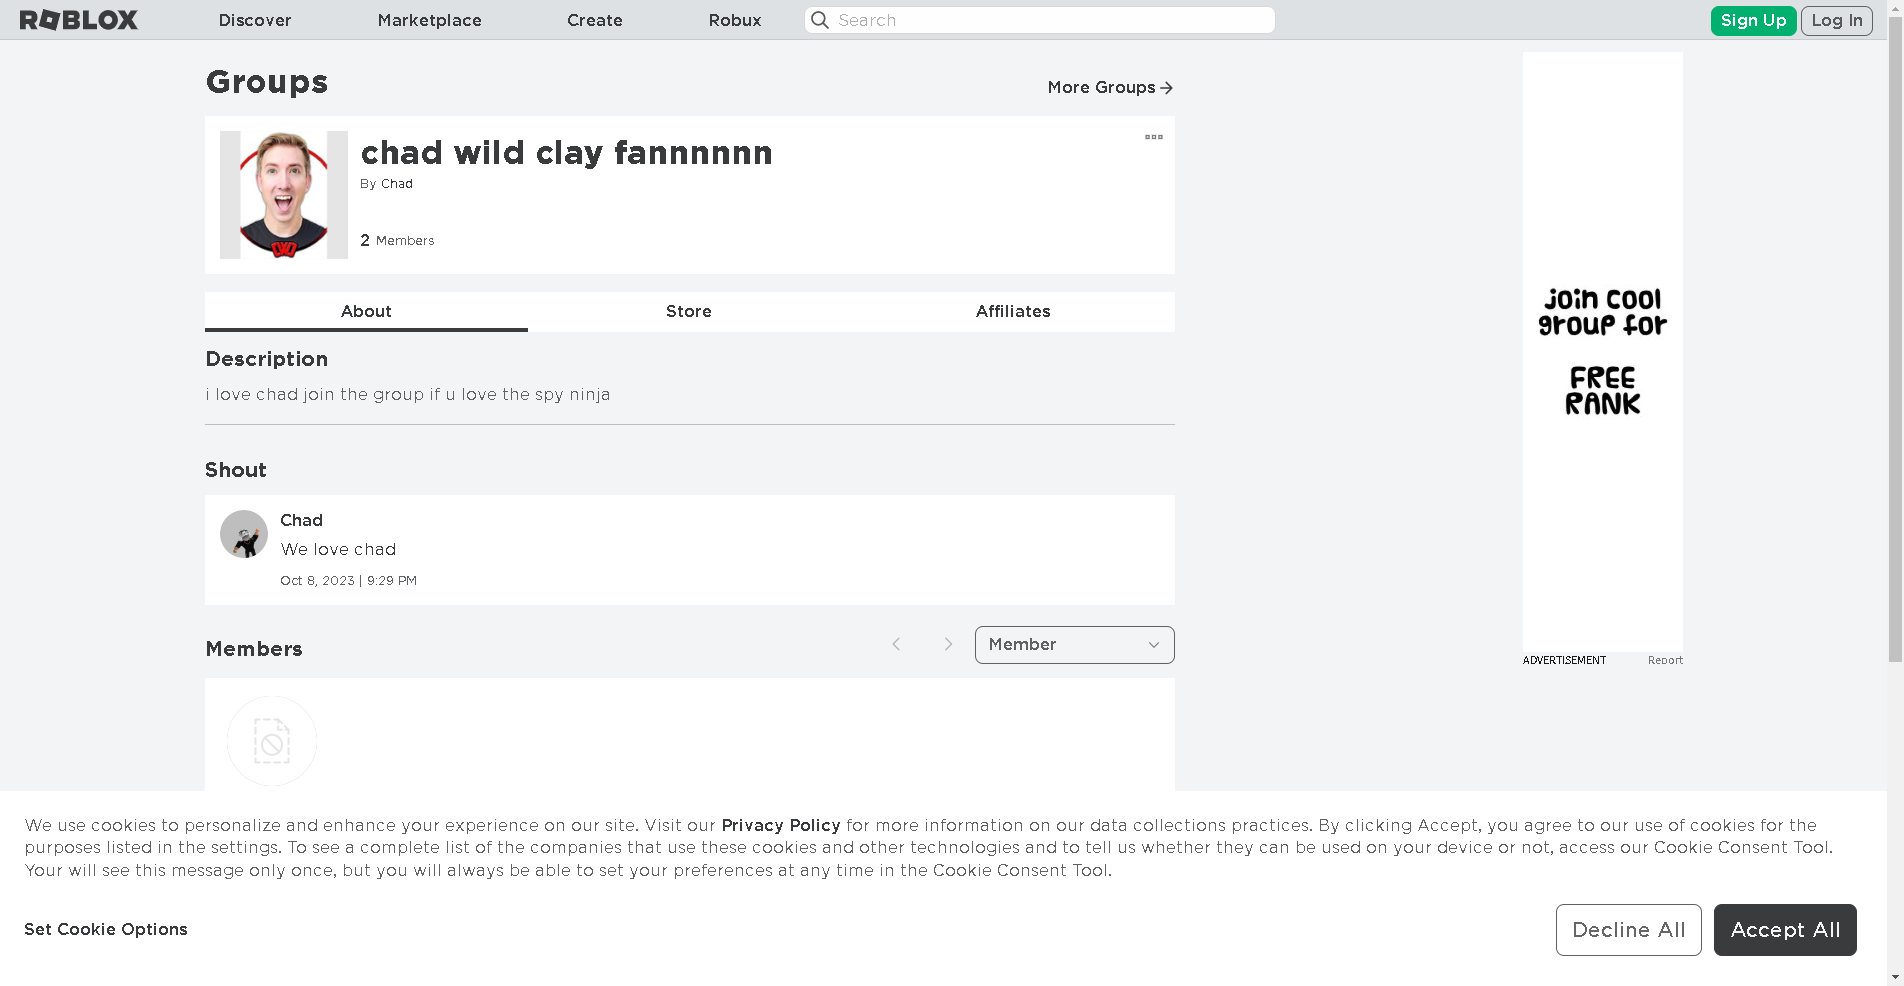 ROBLOX Discover Marketplace Create Robux Search Sign Up Log In
Groups
More Groups
chad wild clay fannnnnn
By Chad
2 Members
About Store Affiliates
Description
i love chad join the group if u love the spy ninja
Shout
Chad
We love chad
Oct 8, 2023 | 9:29 PM
Members
Member
join cool
group for
FREE
RANK
ADVERTISEMENT Report
We use cookies to personalize and enhance your experience on our site. Visit our Privacy Policy for more information on our data collections practices. By clicking Accept, you agree to our use of cookies for the
purposes listed in the settings. To see a complete list of the companies that use these cookies and other technologies and to tell us whether they can be used on your device or not, access our Cookie Consent Tool.
Your will see this message only once, but you will always be able to set your preferences at any time in the Cookie Consent Tool.
Set Cookie Options
Decline All
Accept All